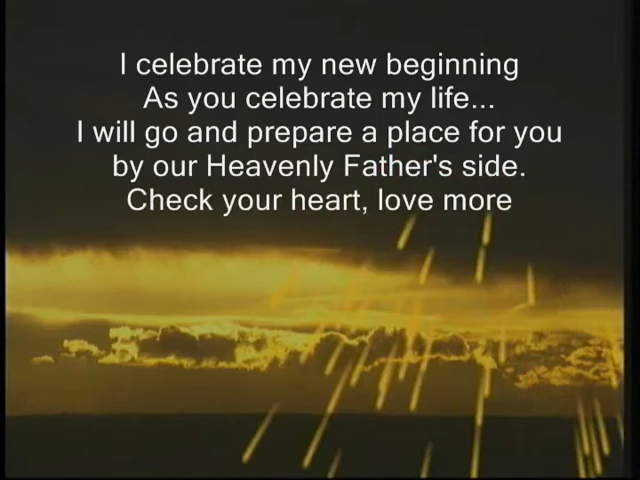 I celebrate my new beginning
As you celebrate my life...
I will go and prepare a place for you
by our Heavenly Father's side.
Check your heart, love more